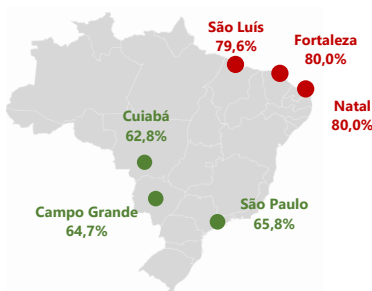 São Luís
79,6%
Fortaleza
80,0%
Natal
80,0%
Cuiabá
62,8%
Campo Grande
64,7%
São Paulo
65,8%